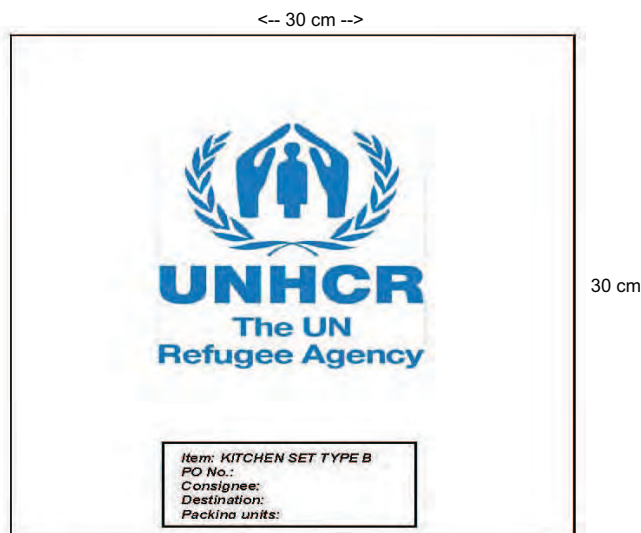 <-- 30 cm -->
UNHCR
The UN
Refugee Agency
30 cm
Item: KITCHEN SET TYPE B
PO No.:
Consignee:
Destination:
Packing units: